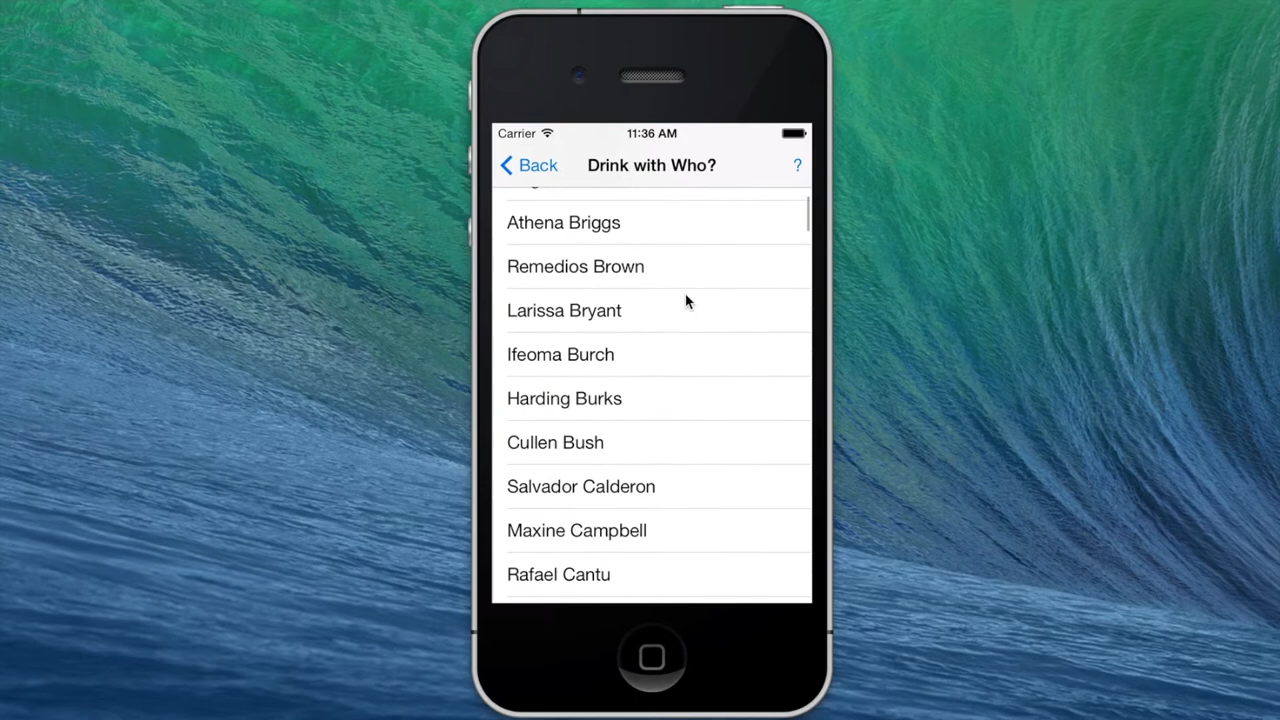 Carrier 11:36 AM
Back Drink with Who? ?
Athena Briggs
Remedios Brown
Larissa Bryant
Ifeoma Burch
Harding Burks
Cullen Bush
Salvador Calderon
Maxine Campbell
Rafael Cantu